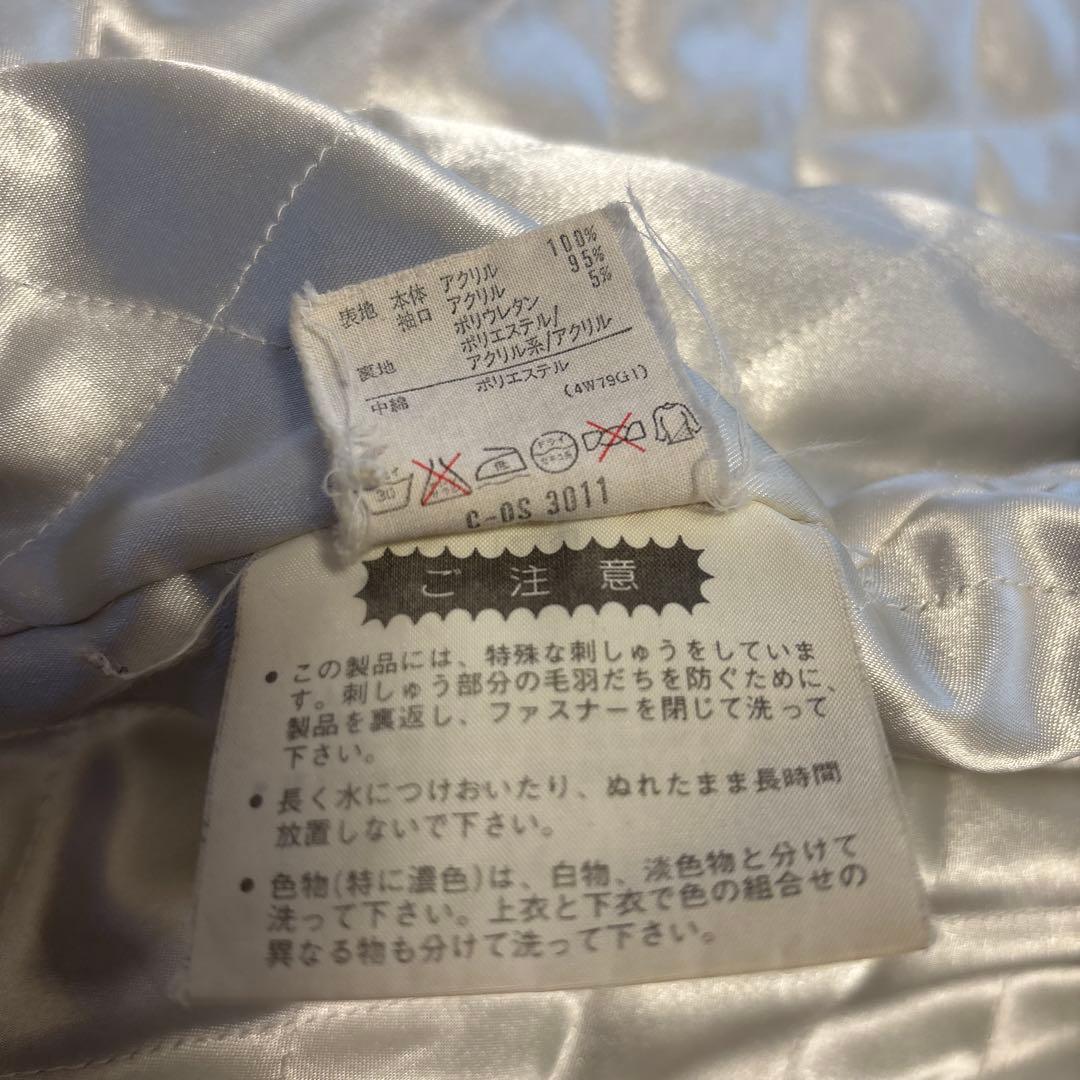 表地 本体 アクリル 100%
袖口 アクリル 95%
ポリウレタン 5%
ポリエステル/
裏地 アクリル系/アクリル
中綿 ポリエステル
(4W79G1)
30
低
ドライ
セキユ系
C-OS 3011
ご注意
• この製品には、特殊な刺しゅうをしていま
す。刺しゅう部分の毛羽だちを防ぐために、
製品を裏返し、ファスナーを閉じて洗って
下さい。
• 長く水につけおいたり、ぬれたまま長時間
放置しないで下さい。
• 色物(特に濃色)は、白物、淡色物と分けて
洗って下さい。上衣と下衣で色の組合せの
異なる物も分けて洗って下さい。